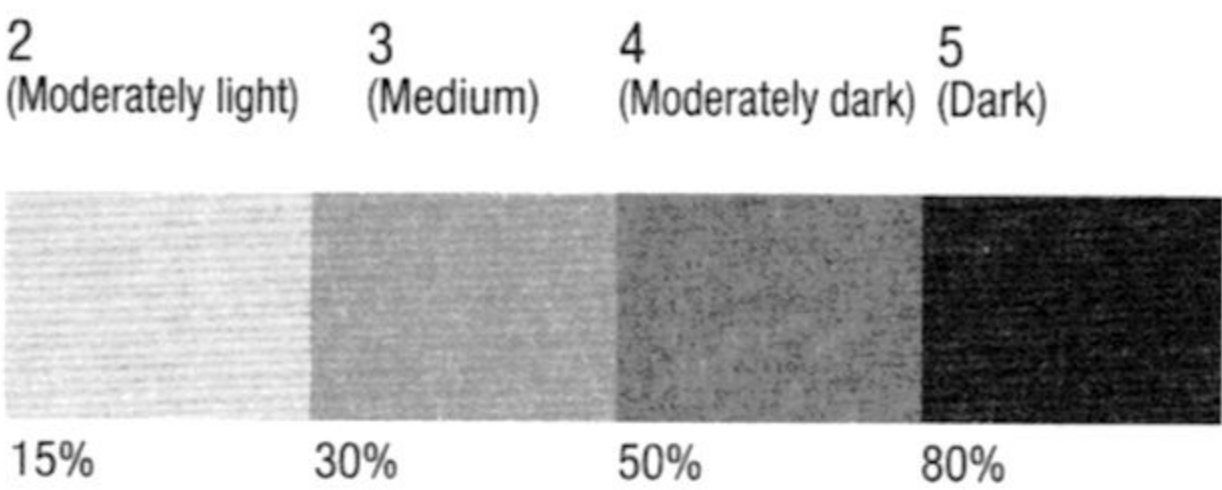 2 3 4 5
(Moderately light) (Medium) (Moderately dark) (Dark)
15% 30% 50% 80%